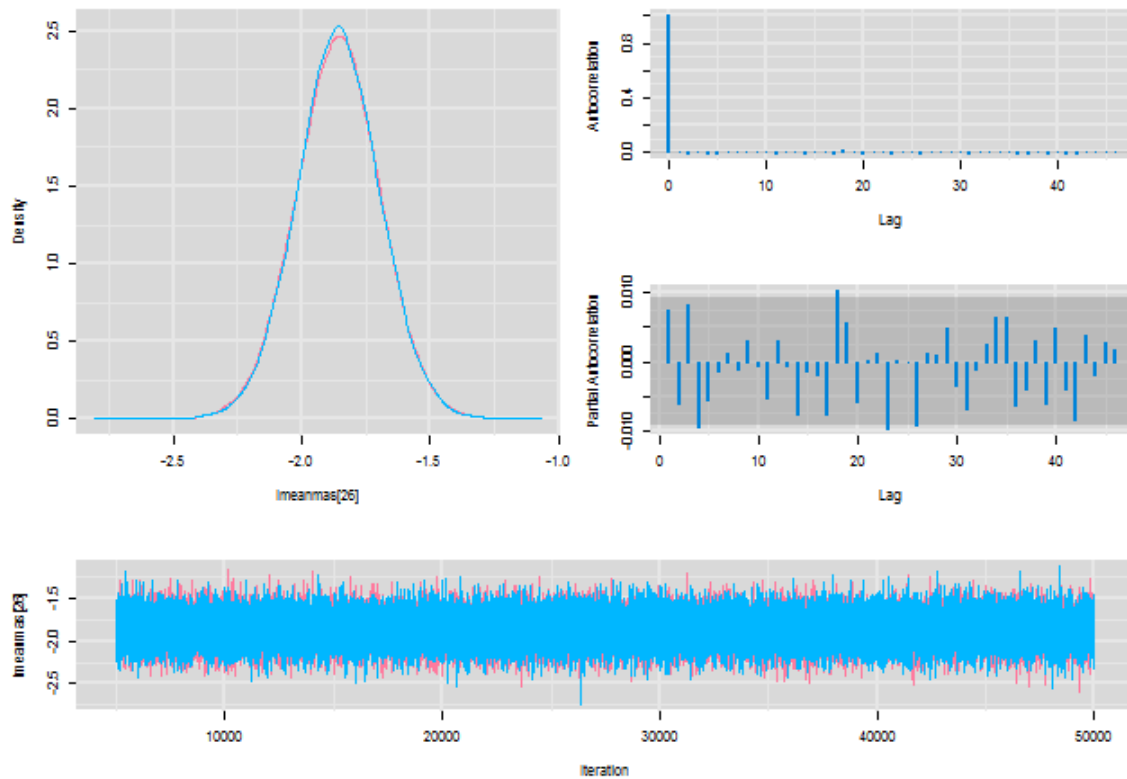 Density
0.0 0.5 1.0 1.5 2.0 2.5
-2.5 -2.0 -1.5 -1.0
lmeanmas[26]
Autocorrelation
0.0 0.4 0.8
0 10 20 30 40
Lag
Partial Autocorrelation
-0.010 0.000 0.010
0 10 20 30 40
Lag
lmeanmas[26]
-2.5 -2.0 -1.5
10000 20000 30000 40000 50000
Iteration